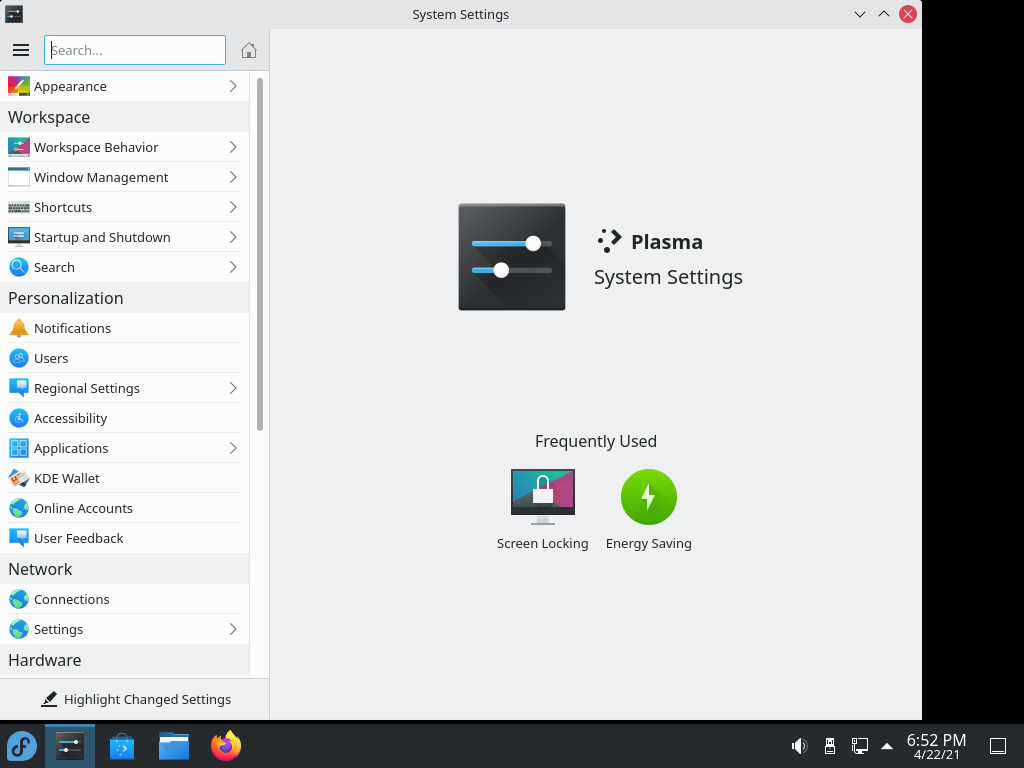 System Settings
Search...
Appearance
Workspace
Workspace Behavior
Window Management
Shortcuts
Startup and Shutdown
Search
Personalization
Notifications
Users
Regional Settings
Accessibility
Applications
KDE Wallet
Online Accounts
User Feedback
Network
Connections
Settings
Hardware
Highlight Changed Settings
Plasma
System Settings
Frequently Used
Screen Locking
Energy Saving
6:52 PM
4/22/21